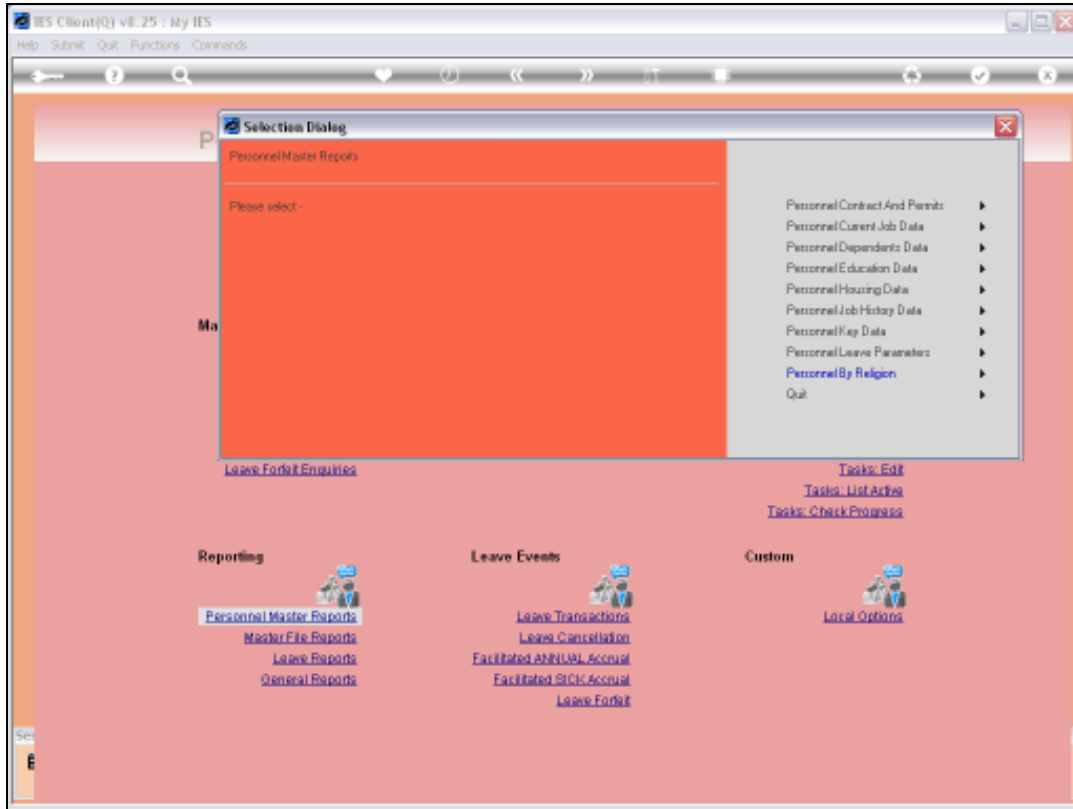 IES Client(Q) v8.25 : My IES
Help Submit Quit Functions Commands
Selection Dialog
Personnel Master Reports
Please select -
Personnel Contract And Permits
Personnel Current Job Data
Personnel Dependents Data
Personnel Education Data
Personnel Housing Data
Personnel Job History Data
Personnel Key Data
Personnel Leave Parameters
Personnel By Religion
Quit
P
Ma
Leave Forfeit Enquiries
Tasks: Edit
Tasks: List Active
Tasks: Check Progress
Reporting
Personnel Master Reports
Master File Reports
Leave Reports
General Reports
Leave Events
Leave Transactions
Leave Cancellation
Facilitated ANNUAL Accrual
Facilitated SICK Accrual
Leave Forfeit
Custom
Local Options
Se